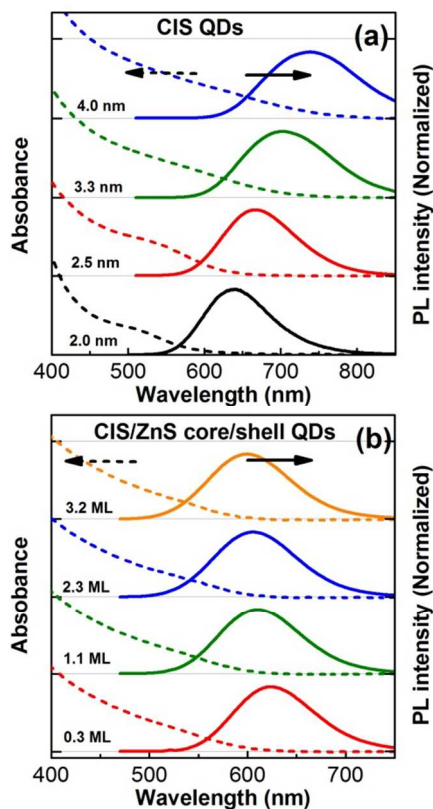 CIS QDs
(a)
4.0 nm
3.3 nm
2.5 nm
2.0 nm
Absobance
PL intensity (Normalized)
400 500 600 700 800
Wavelength (nm)
CIS/ZnS core/shell QDs
(b)
3.2 ML
2.3 ML
1.1 ML
0.3 ML
Absobance
PL intensity (Normalized)
400 500 600 700
Wavelength (nm)